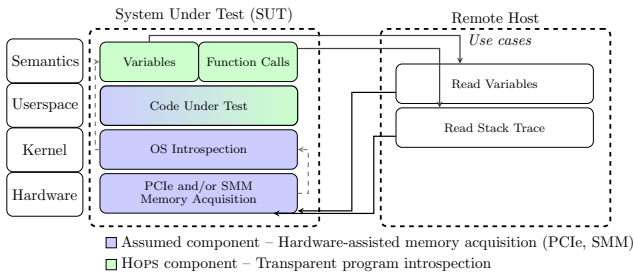 System Under Test (SUT)
Remote Host
Use cases
Semantics
Variables
Function Calls
Read Variables
Userspace
Code Under Test
Read Stack Trace
Kernel
OS Introspection
Hardware
PCIe and/or SMM
Memory Acquisition
Assumed component – Hardware-assisted memory acquisition (PCIe, SMM)
HOPS component – Transparent program introspection